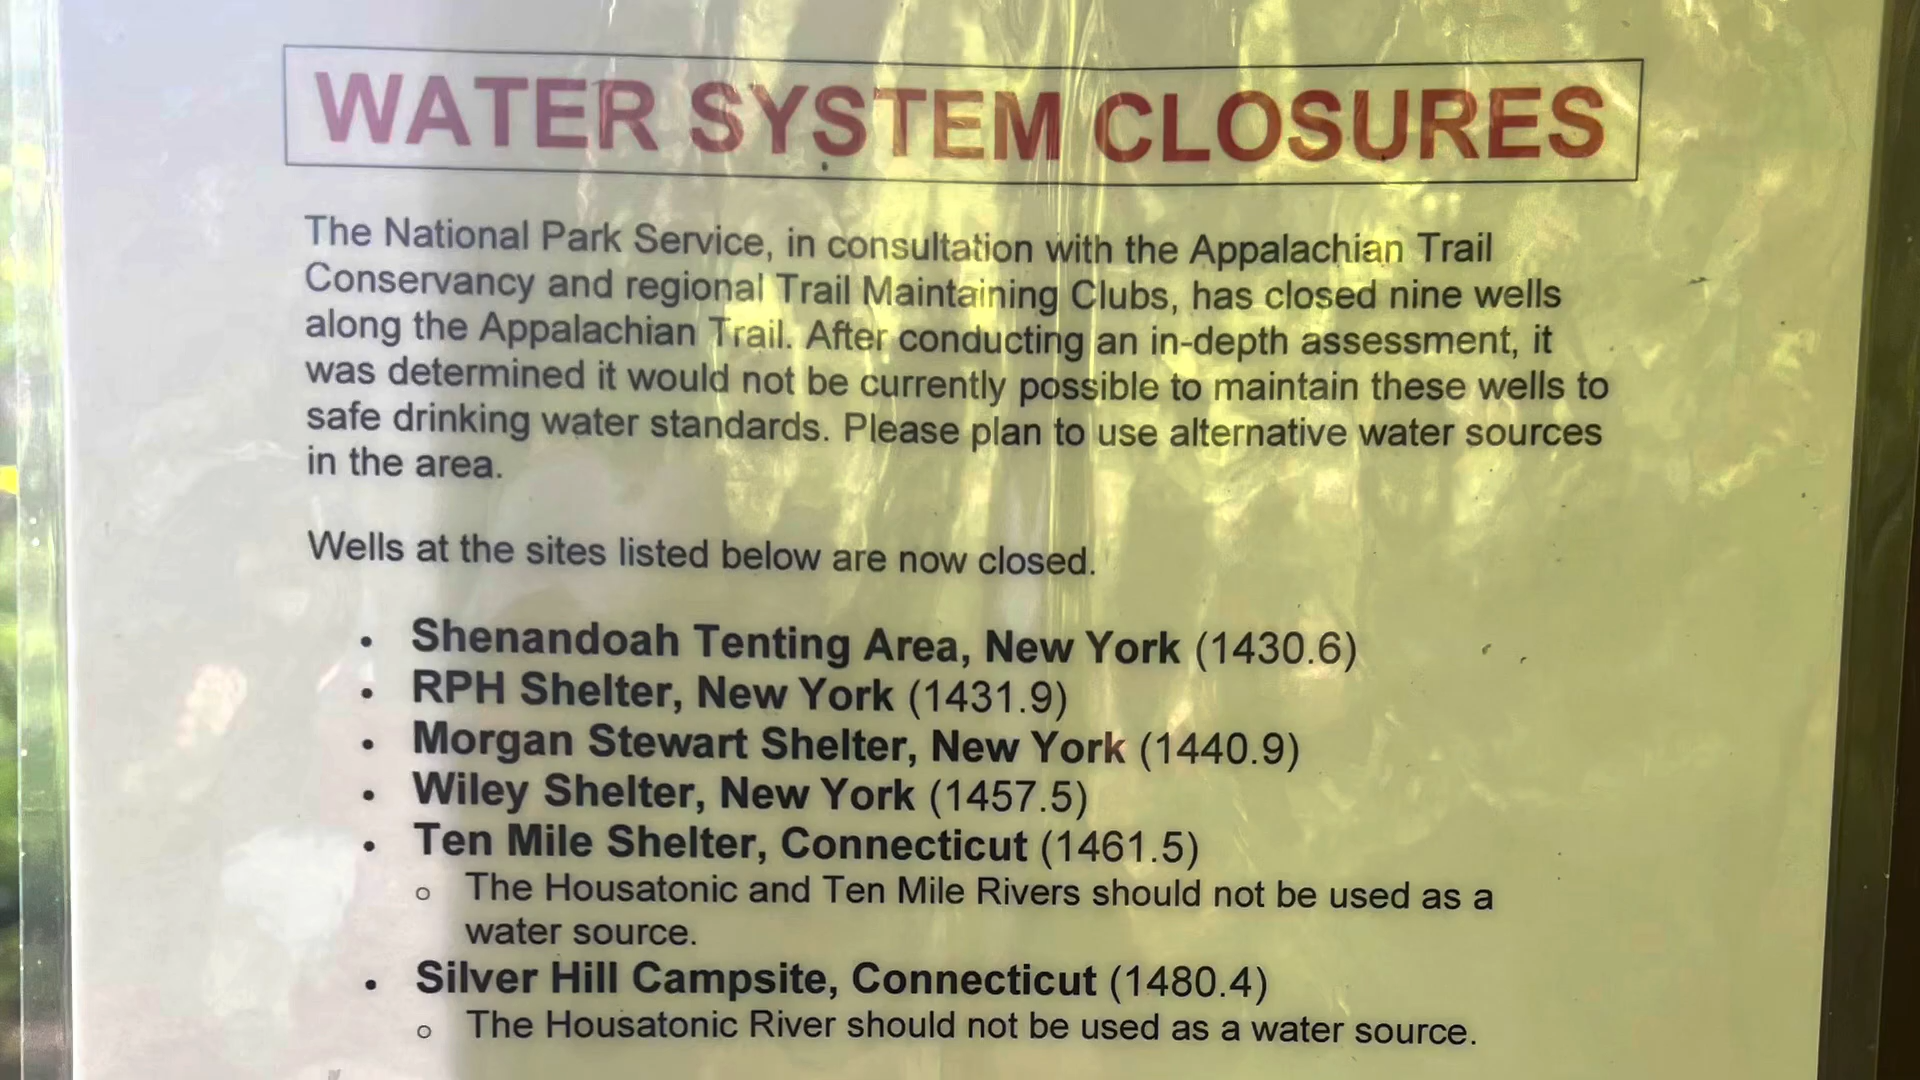 WATER SYSTEM CLOSURES
The National Park Service, in consultation with the Appalachian Trail
Conservancy and regional Trail Maintaining Clubs, has closed nine wells
along the Appalachian Trail. After conducting an in-depth assessment, it
was determined it would not be currently possible to maintain these wells to
safe drinking water standards. Please plan to use alternative water sources
in the area.
Wells at the sites listed below are now closed.
• Shenandoah Tenting Area, New York (1430.6)
• RPH Shelter, New York (1431.9)
• Morgan Stewart Shelter, New York (1440.9)
• Wiley Shelter, New York (1457.5)
• Ten Mile Shelter, Connecticut (1461.5)
o The Housatonic and Ten Mile Rivers should not be used as a
water source.
• Silver Hill Campsite, Connecticut (1480.4)
o The Housatonic River should not be used as a water source.